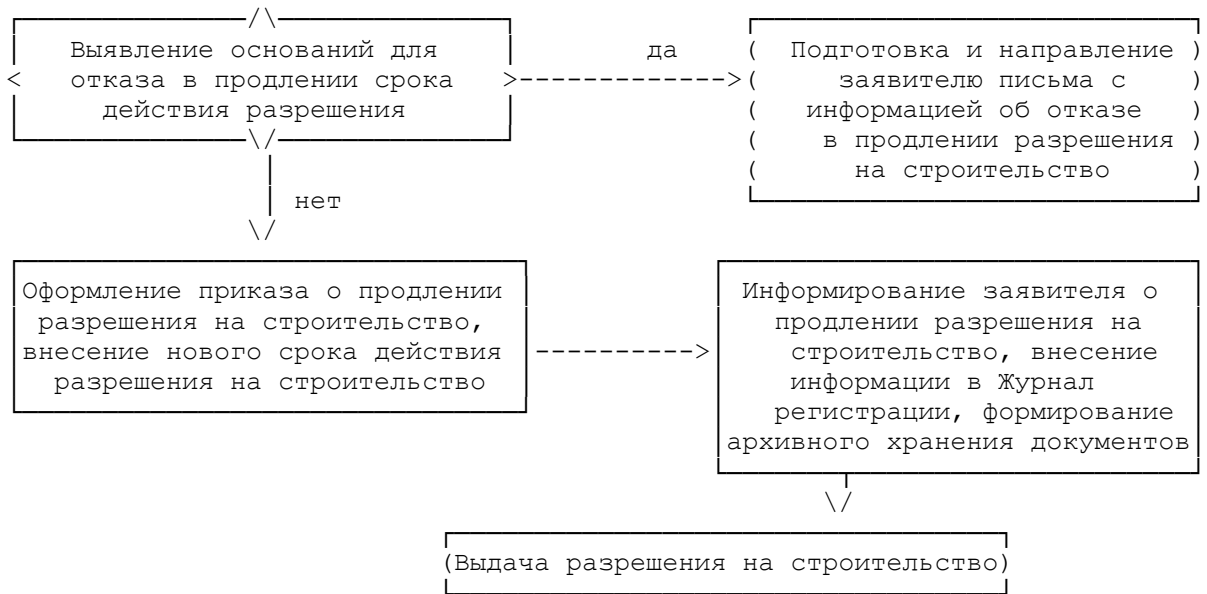 Выявление оснований для
отказа в продлении срока
действия разрешения
да
Подготовка и направление
заявителю письма с
информацией об отказе
в продлении разрешения
на строительство
нет
Оформление приказа о продлении
разрешения на строительство,
внесение нового срока действия
разрешения на строительство
Информирование заявителя о
продлении разрешения на
строительство, внесение
информации в Журнал
регистрации, формирование
архивного хранения документов
(Выдача разрешения на строительство)